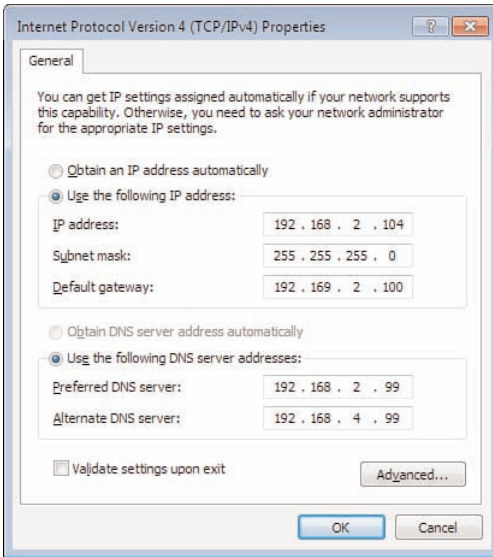 Internet Protocol Version 4 (TCP/IPv4) Properties
General
You can get IP settings assigned automatically if your network supports
this capability. Otherwise, you need to ask your network administrator
for the appropriate IP settings.
Obtain an IP address automatically
Use the following IP address:
IP address: 192 . 168 . 2 . 104
Subnet mask: 255 . 255 . 255 . 0
Default gateway: 192 . 169 . 2 . 100
Obtain DNS server address automatically
Use the following DNS server addresses:
Preferred DNS server: 192 . 168 . 2 . 99
Alternate DNS server: 192 . 168 . 4 . 99
Validate settings upon exit
Advanced...
OK Cancel